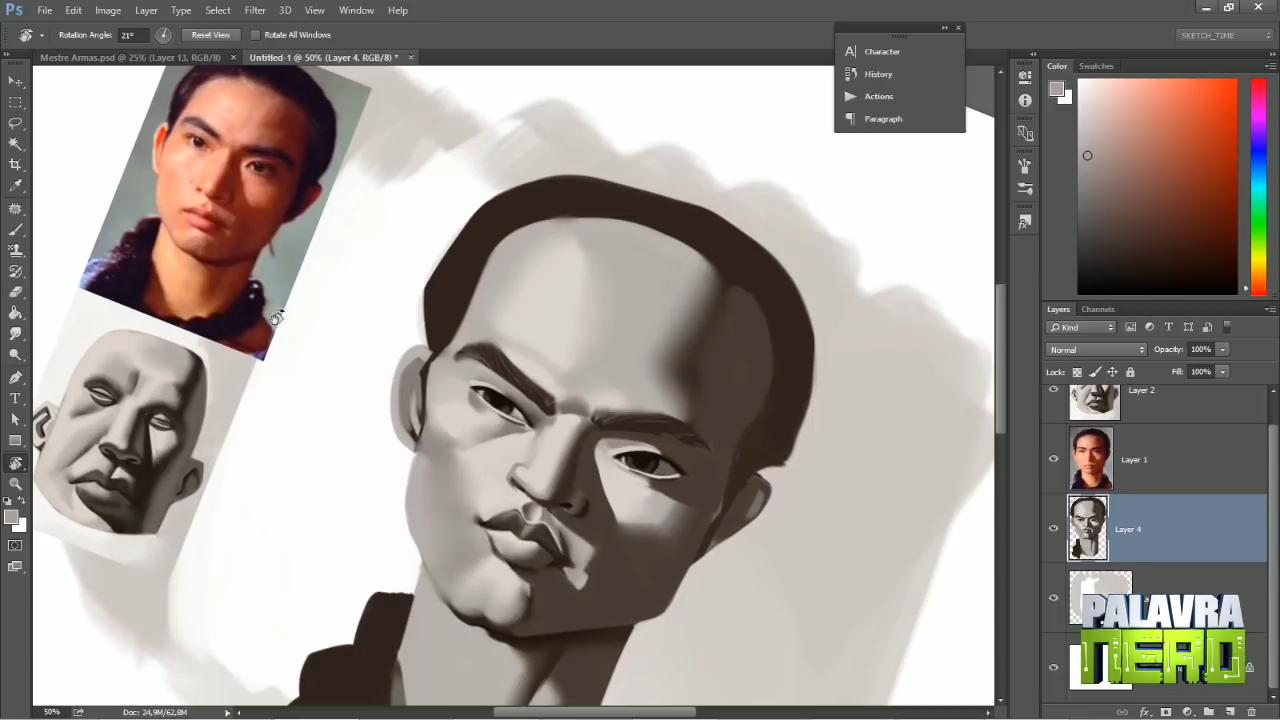 Ps File Edit Image Layer Type Select Filter 3D View Window Help
Rotation Angle: 21° Reset View Rotate All Windows SKETCH_TIME
Mestre Armas.psd @ 25% (Layer 13, RGB/8) × Untitled-1 @ 50% (Layer 4, RGB/8) * ×
Character
History
Actions
Paragraph
Color Swatches
Layers Channels
Kind
Normal Opacity: 100%
Lock: Fill: 100%
Layer 2
Layer 1
Layer 4
PALAVRA
NERD
50% Doc: 24,9M/62,8M